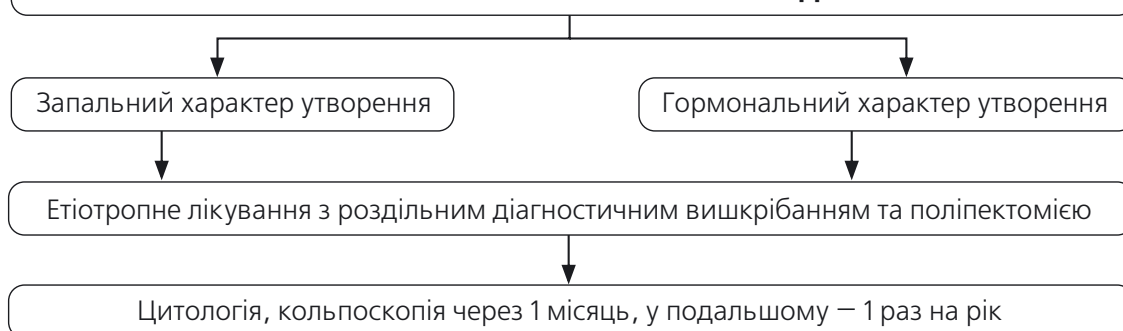 Запальний характер утворення
Гормональний характер утворення
Етіотропне лікування з роздільним діагностичним вишкрібанням та поліпектомією
Цитологія, кольпоскопія через 1 місяць, у подальшому – 1 раз на рік